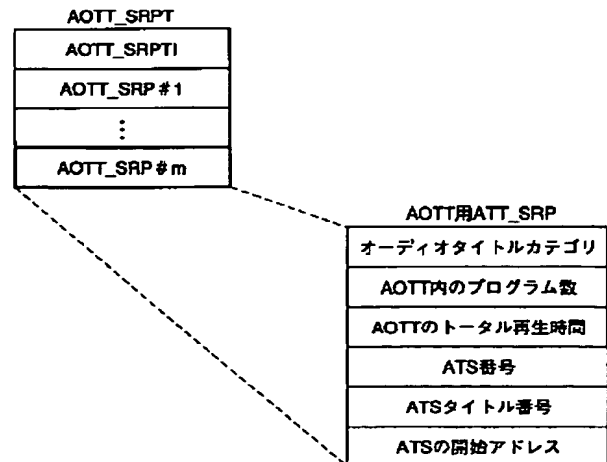 AOTT_SRPT
AOTT_SRPTI
AOTT_SRP#1
⋮
AOTT_SRP#m
AOTT用ATT_SRP
オーディオタイトルカテゴリ
AOTT内のプログラム数
AOTTのトータル再生時間
ATS番号
ATSタイトル番号
ATSの開始アドレス